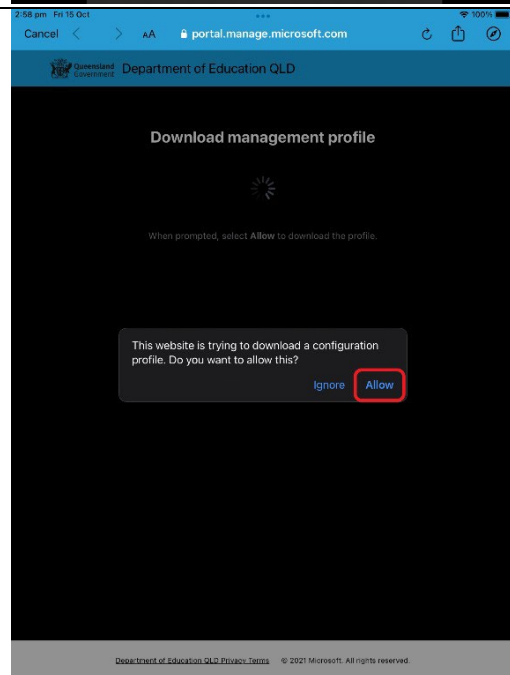 2:58 pm Fri 15 Oct 100%
Cancel AA portal.manage.microsoft.com
Queensland Government Department of Education QLD
Download management profile
When prompted, select Allow to download the profile.
This website is trying to download a configuration
profile. Do you want to allow this?
Ignore Allow
Department of Education QLD Privacy Terms © 2021 Microsoft. All rights reserved.